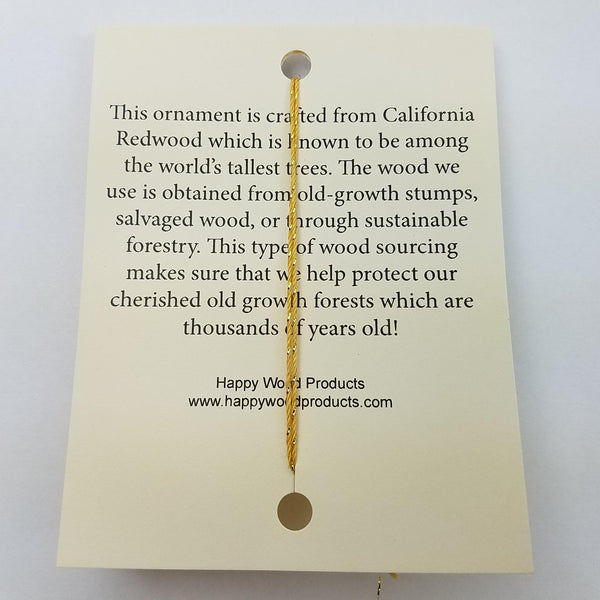 This ornament is crafted from California
Redwood which is known to be among
the world's tallest trees. The wood we
use is obtained from old-growth stumps,
salvaged wood, or through sustainable
forestry. This type of wood sourcing
makes sure that we help protect our
cherished old growth forests which are
thousands of years old!
Happy Wood Products
www.happywoodproducts.com